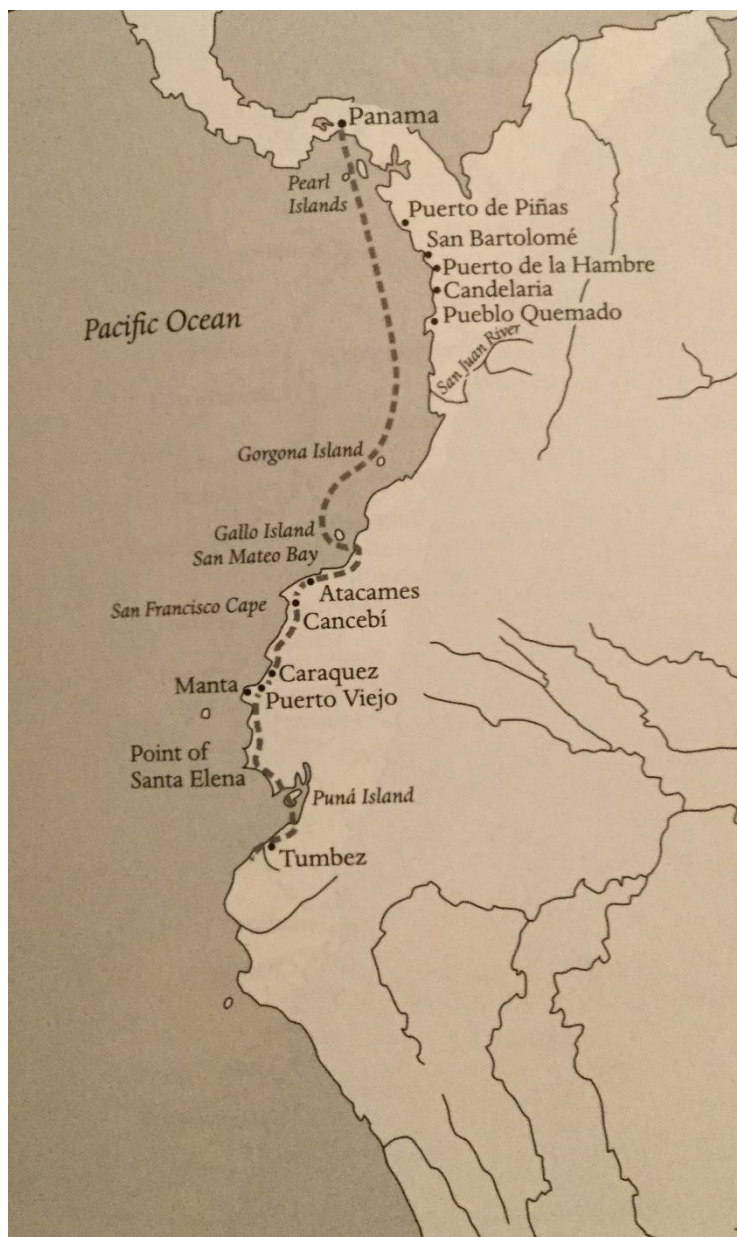 Panama
Pearl
Islands
Puerto de Piñas
San Bartolomé
Puerto de la Hambre
Candelaria
Pueblo Quemado
Pacific Ocean
San Juan River
Gorgona Island
Gallo Island
San Mateo Bay
Atacames
San Francisco Cape
Cancebí
Caraquez
Manta
Puerto Viejo
Point of
Santa Elena
Puná Island
Tumbez